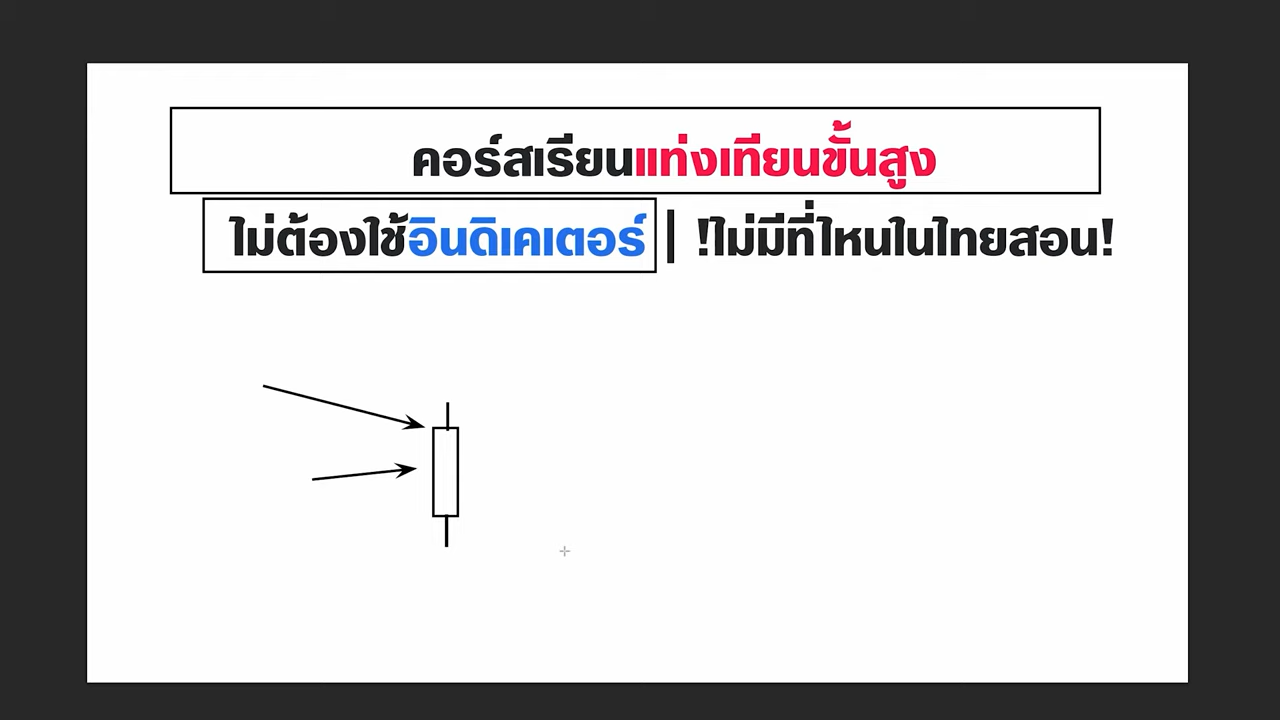 คอร์สเรียนแท่งเทียนขั้นสูง
ไม่ต้องใช้อินดิเคเตอร์ | !ไม่มีที่ไหนในไทยสอน!